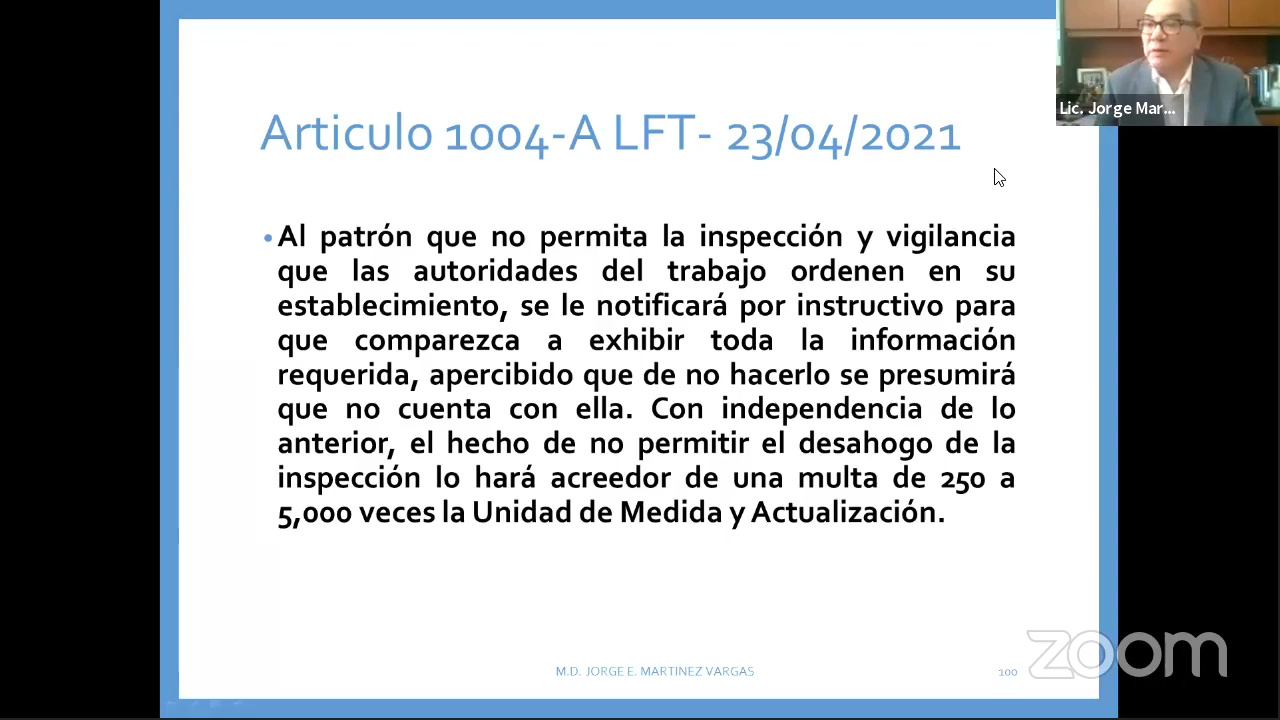 Articulo 1004-A LFT- 23/04/2021
Lic. Jorge Mar...
• Al patrón que no permita la inspección y vigilancia
que las autoridades del trabajo ordenen en su
establecimiento, se le notificará por instructivo para
que comparezca a exhibir toda la información
requerida, apercibido que de no hacerlo se presumirá
que no cuenta con ella. Con independencia de lo
anterior, el hecho de no permitir el desahogo de la
inspección lo hará acreedor de una multa de 250 a
5,000 veces la Unidad de Medida y Actualización.
M.D. JORGE E. MARTINEZ VARGAS
100
zoom